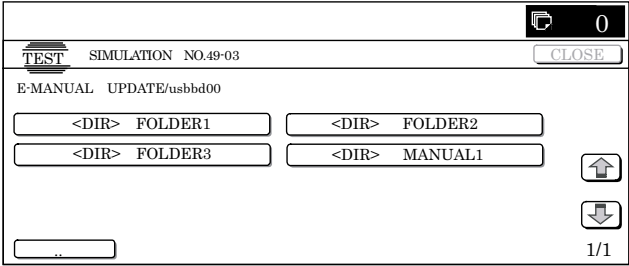 0
TEST SIMULATION NO.49-03 CLOSE
E-MANUAL UPDATE/usbbd00
<DIR> FOLDER1 <DIR> FOLDER2
<DIR> FOLDER3 <DIR> MANUAL1
.. 1/1